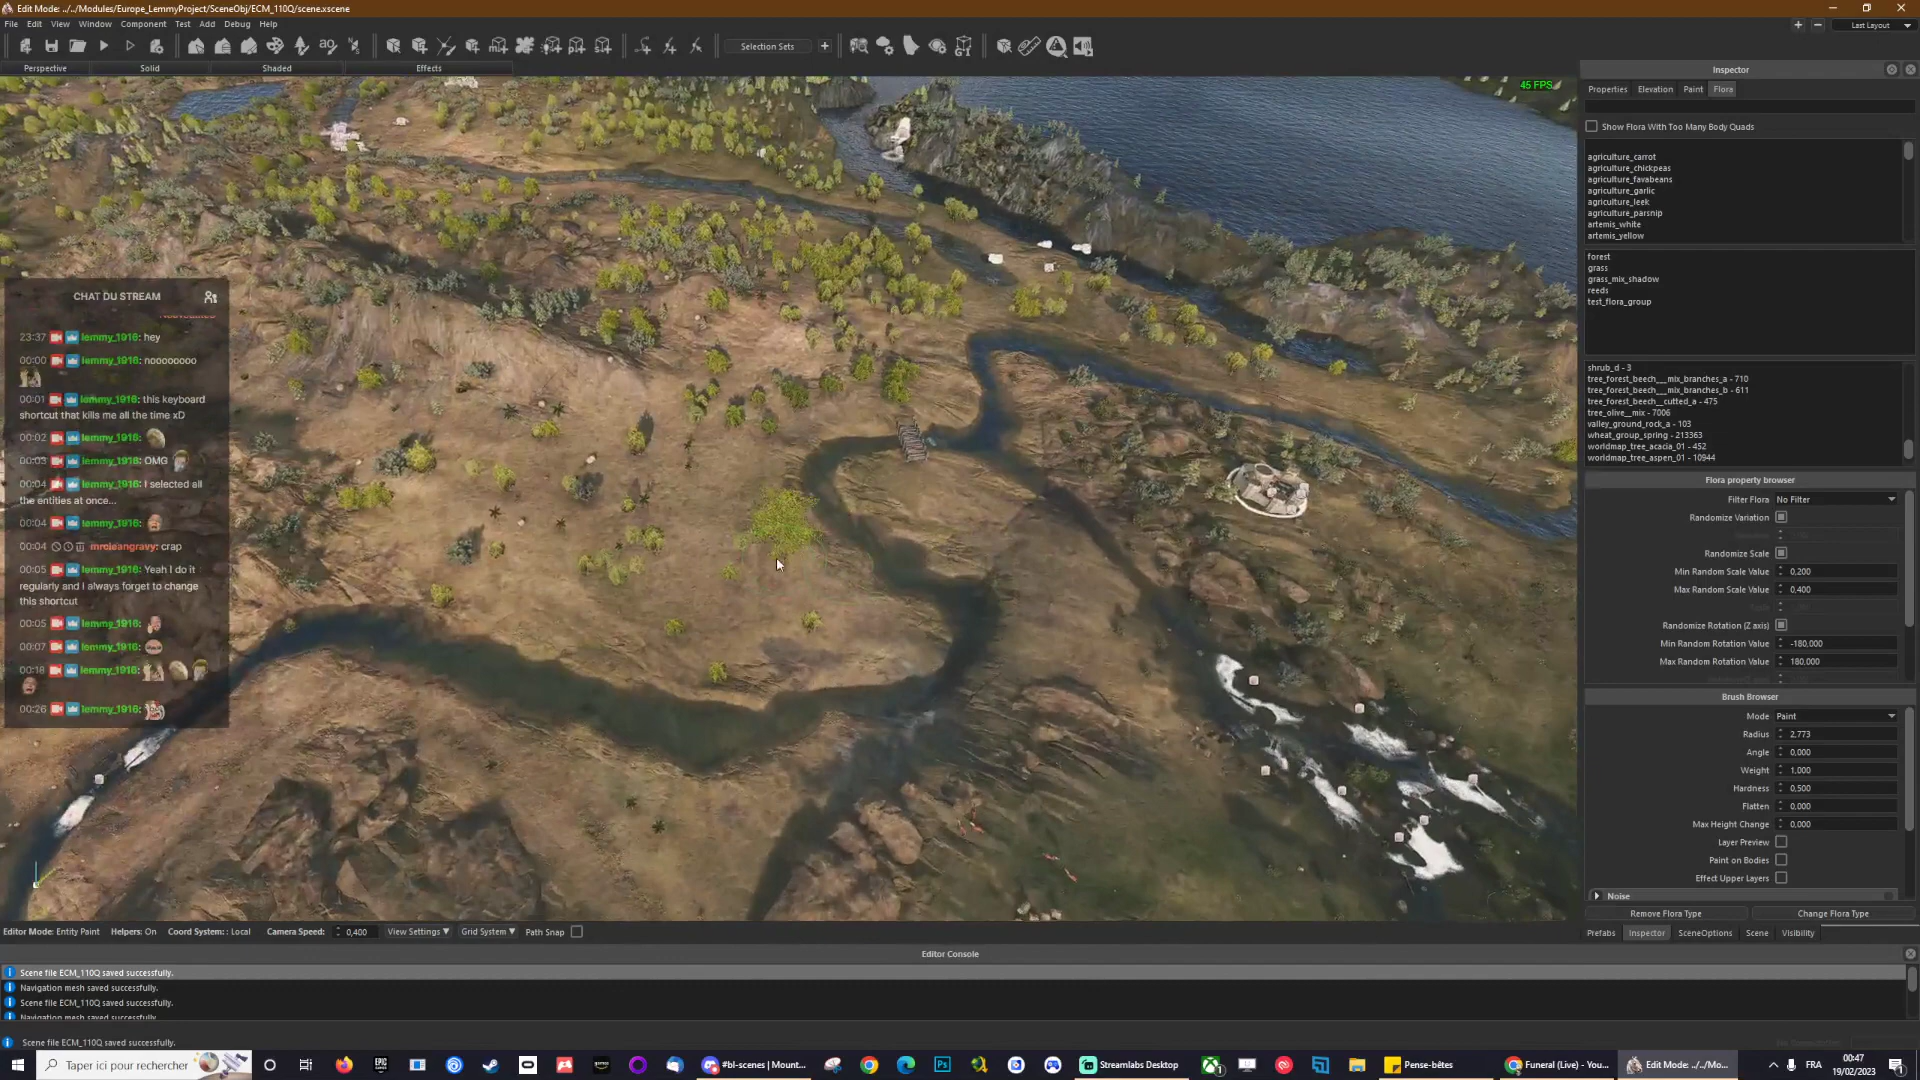 Edit Mode: ../../Modules/Europe_LemmyProject/SceneObj/ECM_110Q/scene.xscene
File Edit View Window Component Test Add Debug Help
Last Layout
Selection Sets
Perspective Solid Shaded Effects
45 FPS
CHAT DU STREAM
23:37 lemmy_1916: hey
00:00 lemmy_1916: noooooooo
00:01 lemmy_1916: this keyboard
shortcut that kills me all the time xD
00:02 lemmy_1916:
00:03 lemmy_1916: OMG
00:04 lemmy_1916: I selected all
the entities at once...
00:04 lemmy_1916:
00:04 mrcleangravy: crap
00:05 lemmy_1916: Yeah I do it
regularly and I always forget to change
this shortcut
00:05 lemmy_1916:
00:07 lemmy_1916:
00:18 lemmy_1916:
00:26 lemmy_1916:
Inspector
Properties Elevation Paint Flora
Show Flora With Too Many Body Quads
agriculture_carrot
agriculture_chickpeas
agriculture_favabeans
agriculture_garlic
agriculture_leek
agriculture_parsnip
artemis_white
artemis_yellow
forest
grass
grass_mix_shadow
reeds
test_flora_group
shrub_d - 3
tree_forest_beech__mix_branches_a - 710
tree_forest_beech__mix_branches_b - 611
tree_forest_beech__cutted_a - 475
tree_olive__mix - 7006
valley_ground_rock_a - 103
wheat_group_spring - 213363
worldmap_tree_acacia_01 - 452
worldmap_tree_aspen_01 - 10944
Flora property browser
Filter Flora No Filter
Randomize Variation
Randomize Scale
Min Random Scale Value 0,200
Max Random Scale Value 0,400
Randomize Rotation (Z axis)
Min Random Rotation Value -180,000
Max Random Rotation Value 180,000
Brush Browser
Mode Paint
Radius 2,773
Angle 0,000
Weight 1,000
Hardness 0,500
Flatten 0,000
Max Height Change 0,000
Layer Preview
Paint on Bodies
Effect Upper Layers
Noise
Remove Flora Type Change Flora Type
Prefabs Inspector SceneOptions Scene Visibility
Editor Mode: Entity Paint Helpers: On Coord System: : Local Camera Speed: 0,400 View Settings Grid System Path Snap
Editor Console
Scene file ECM_110Q saved successfully.
Navigation mesh saved successfully.
Scene file ECM_110Q saved successfully.
Navigation mesh saved successfully.
Scene file ECM_110Q saved successfully.
Taper ici pour rechercher
#bl-scenes | Mount...
Streamlabs Desktop
Pense-bêtes
Funeral (Live) - You...
Edit Mode: ../../Mo...
FRA
00:47
19/02/2023